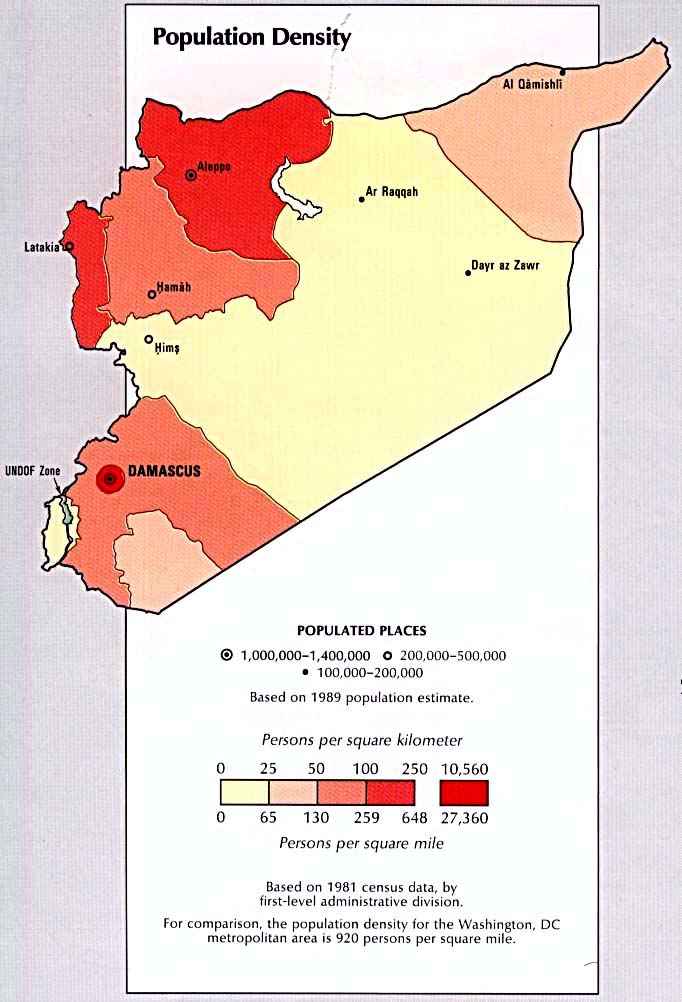 Population Density
Al Qāmishlī
Aleppo
Ar Raqqah
Latakia
Dayr az Zawr
Ḥamāh
Ḥimş
UNDOF Zone
DAMASCUS
POPULATED PLACES
1,000,000–1,400,000 200,000–500,000
100,000–200,000
Based on 1989 population estimate.
Persons per square kilometer
0 25 50 100 250 10,560
0 65 130 259 648 27,360
Persons per square mile
Based on 1981 census data, by
first-level administrative division.
For comparison, the population density for the Washington, DC
metropolitan area is 920 persons per square mile.